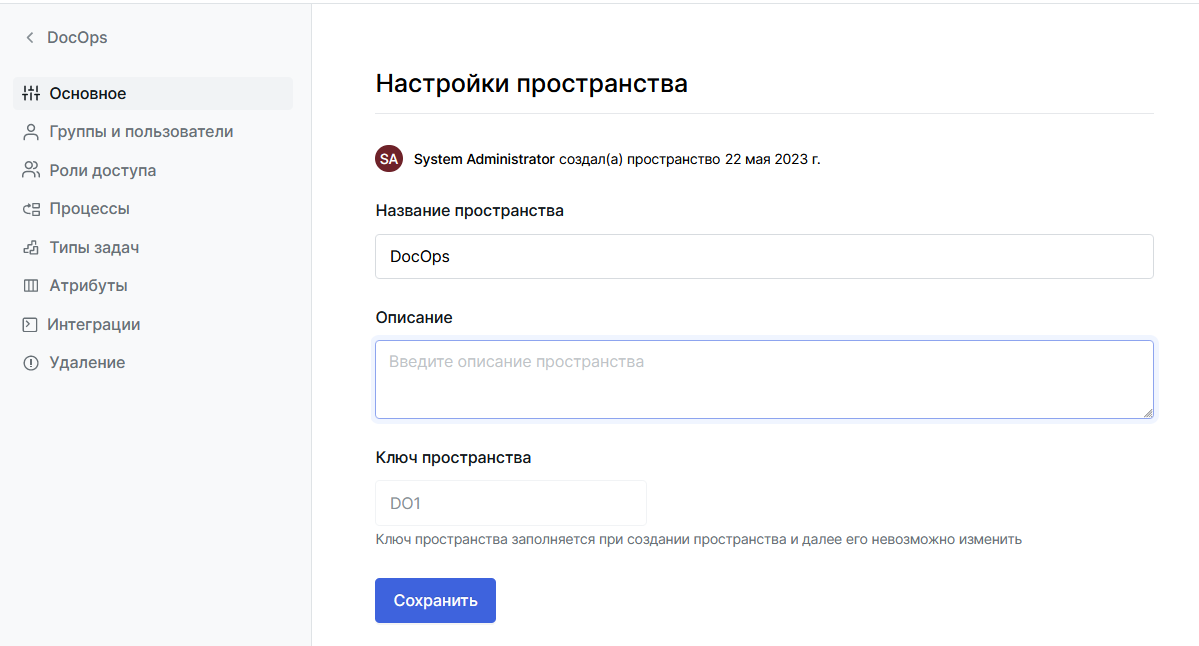 DocOps
Основное
Группы и пользователи
Роли доступа
Процессы
Типы задач
Атрибуты
Интеграции
Удаление
Настройки пространства
SA System Administrator создал(а) пространство 22 мая 2023 г.
Название пространства
DocOps
Описание
Введите описание пространства
Ключ пространства
DO1
Ключ пространства заполняется при создании пространства и далее его невозможно изменить
Сохранить